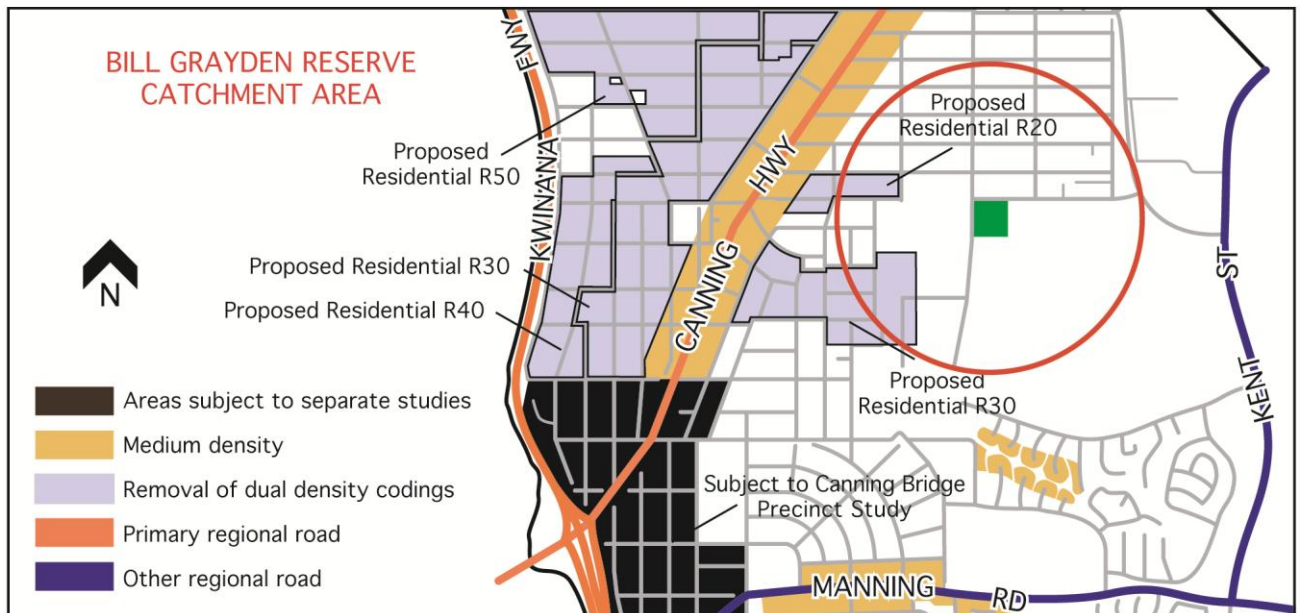 BILL GRAYDEN RESERVE
CATCHMENT AREA
KWINANA FWY
CANNING HWY
Proposed
Residential R20
Proposed
Residential R50
Proposed Residential R30
Proposed Residential R40
N
KENT ST
Proposed
Residential R30
Areas subject to separate studies
Medium density
Removal of dual density codings
Primary regional road
Other regional road
Subject to Canning Bridge
Precinct Study
MANNING RD